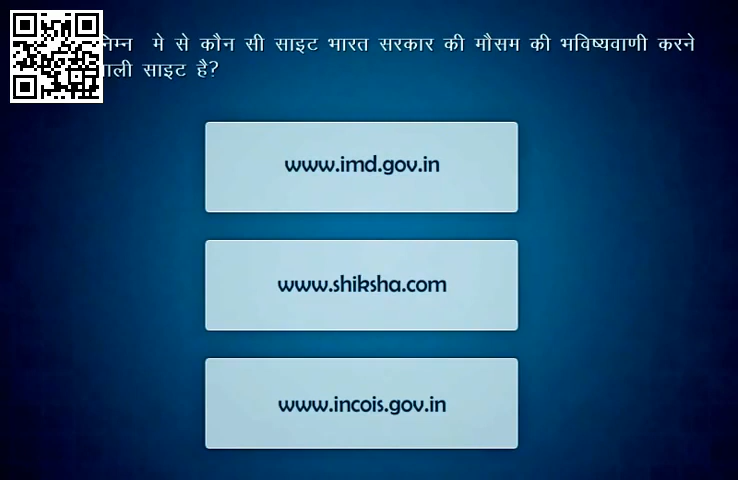 निम्न मे से कौन सी साइट भारत सरकार की मौसम की भविष्यवाणी करने
साइट है?
www.imd.gov.in
www.shiksha.com
www.incois.gov.in